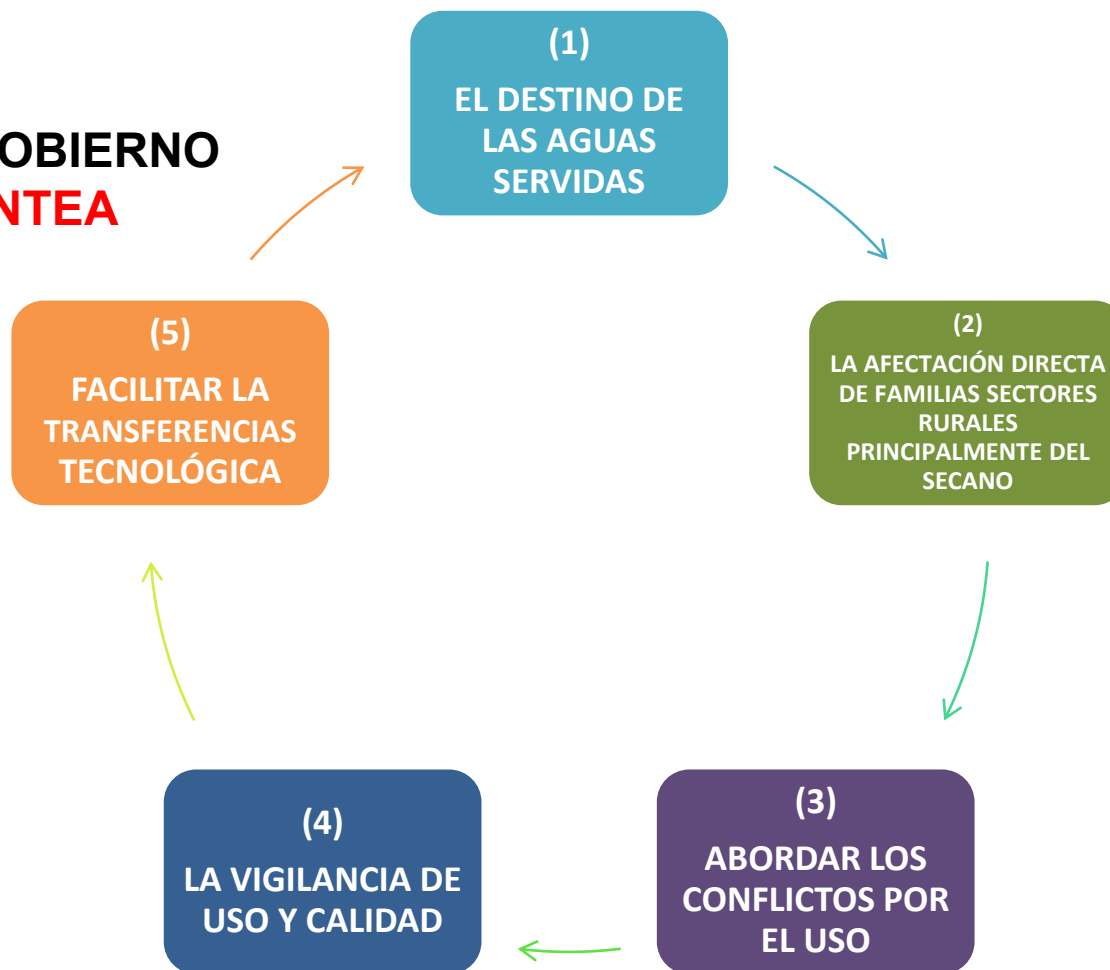 OBIERNO
NTEA
(1)
EL DESTINO DE
LAS AGUAS
SERVIDAS
(2)
LA AFECTACIÓN DIRECTA
DE FAMILIAS SECTORES
RURALES
PRINCIPALMENTE DEL
SECANO
(3)
ABORDAR LOS
CONFLICTOS POR
EL USO
(4)
LA VIGILANCIA DE
USO Y CALIDAD
(5)
FACILITAR LA
TRANSFERENCIAS
TECNOLÓGICA